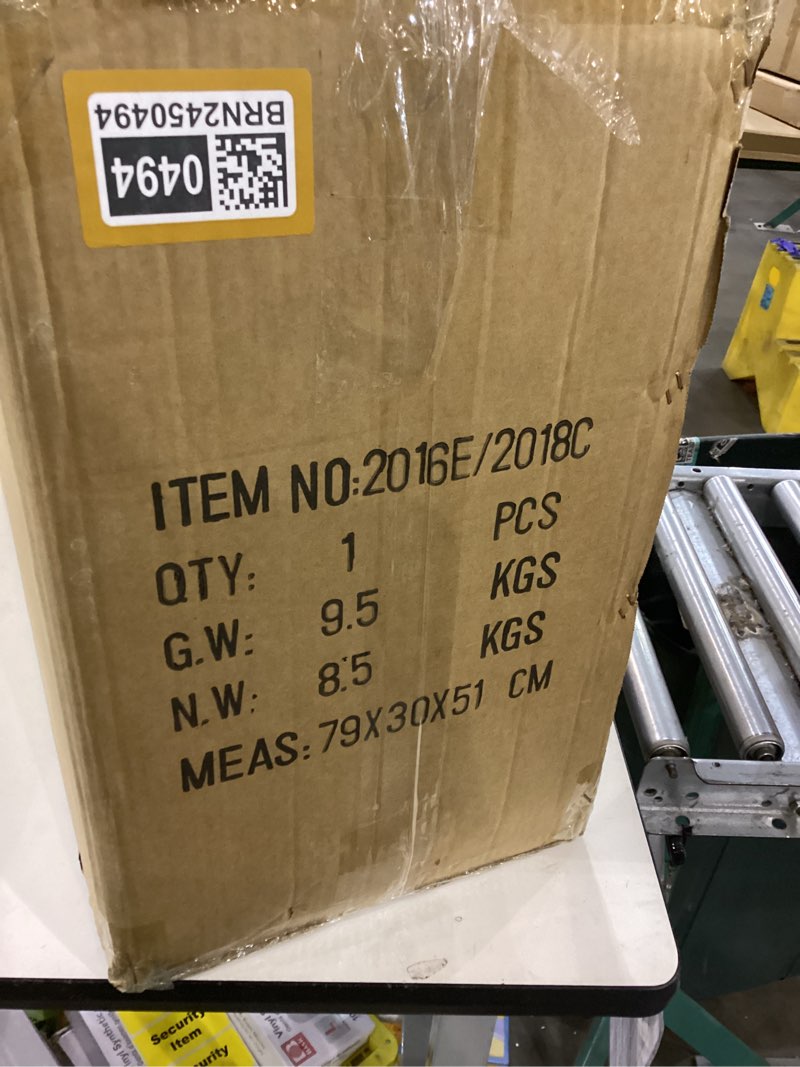 BRN2450494
0494
ITEM NO:2016E/2018C
QTY: 1 PCS
G.W: 9.5 KGS
N.W: 8.5 KGS
MEAS: 79X30X51 CM
Security
Item